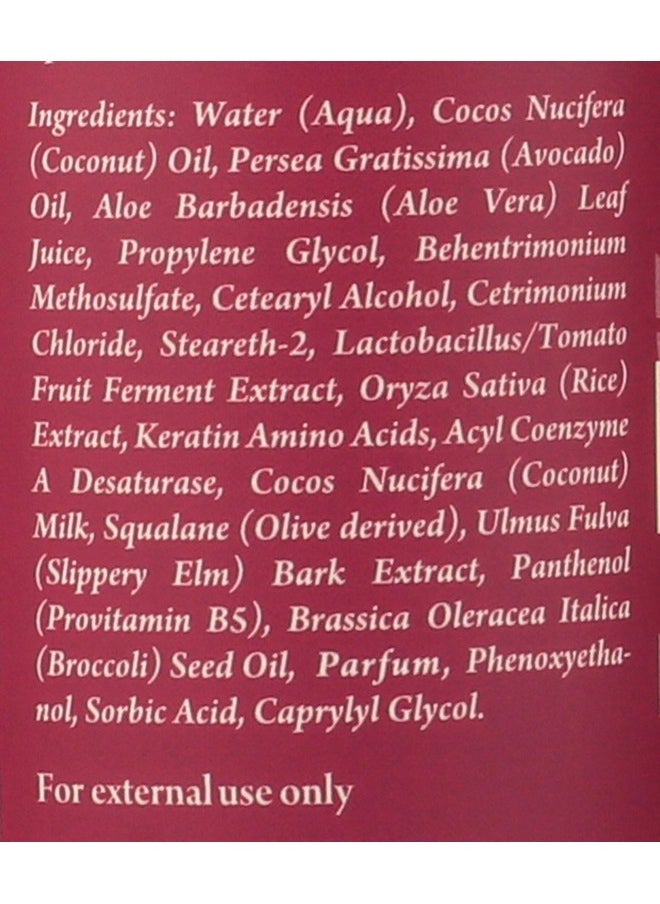 Ingredients: Water (Aqua), Cocos Nucifera
(Coconut) Oil, Persea Gratissima (Avocado)
Oil, Aloe Barbadensis (Aloe Vera) Leaf
Juice, Propylene Glycol, Behentrimonium
Methosulfate, Cetearyl Alcohol, Cetrimonium
Chloride, Steareth-2, Lactobacillus/Tomato
Fruit Ferment Extract, Oryza Sativa (Rice)
Extract, Keratin Amino Acids, Acyl Coenzyme
A Desaturase, Cocos Nucifera (Coconut)
Milk, Squalane (Olive derived), Ulmus Fulva
(Slippery Elm) Bark Extract, Panthenol
(Provitamin B5), Brassica Oleracea Italica
(Broccoli) Seed Oil, Parfum, Phenoxyetha-
nol, Sorbic Acid, Caprylyl Glycol.
For external use only